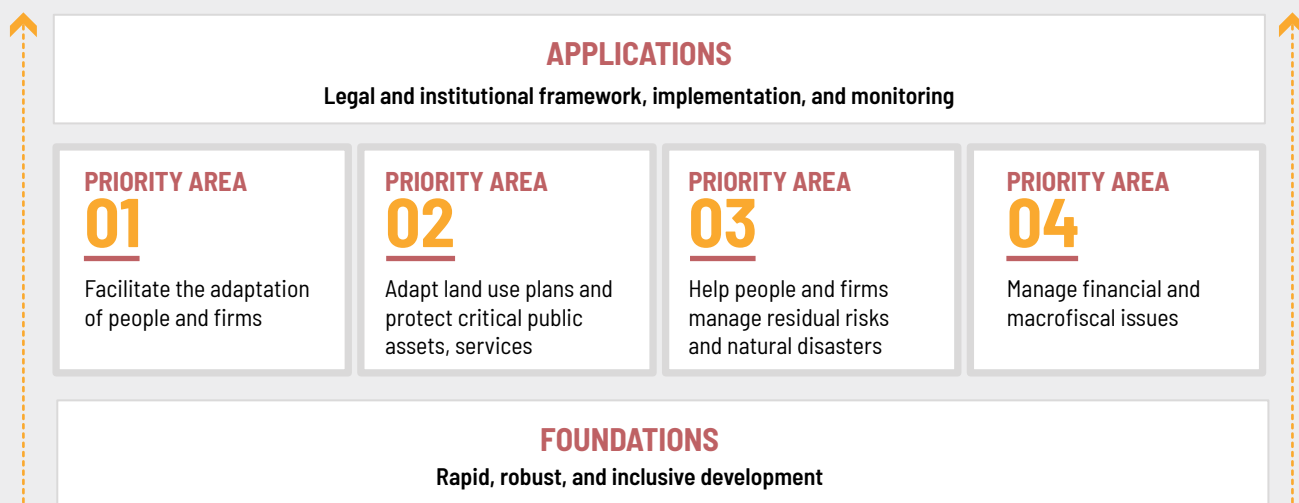 APPLICATIONS
Legal and institutional framework, implementation, and monitoring
PRIORITY AREA
01
Facilitate the adaptation
of people and firms
PRIORITY AREA
02
Adapt land use plans and
protect critical public
assets, services
PRIORITY AREA
03
Help people and firms
manage residual risks
and natural disasters
PRIORITY AREA
04
Manage financial and
macrofiscal issues
FOUNDATIONS
Rapid, robust, and inclusive development